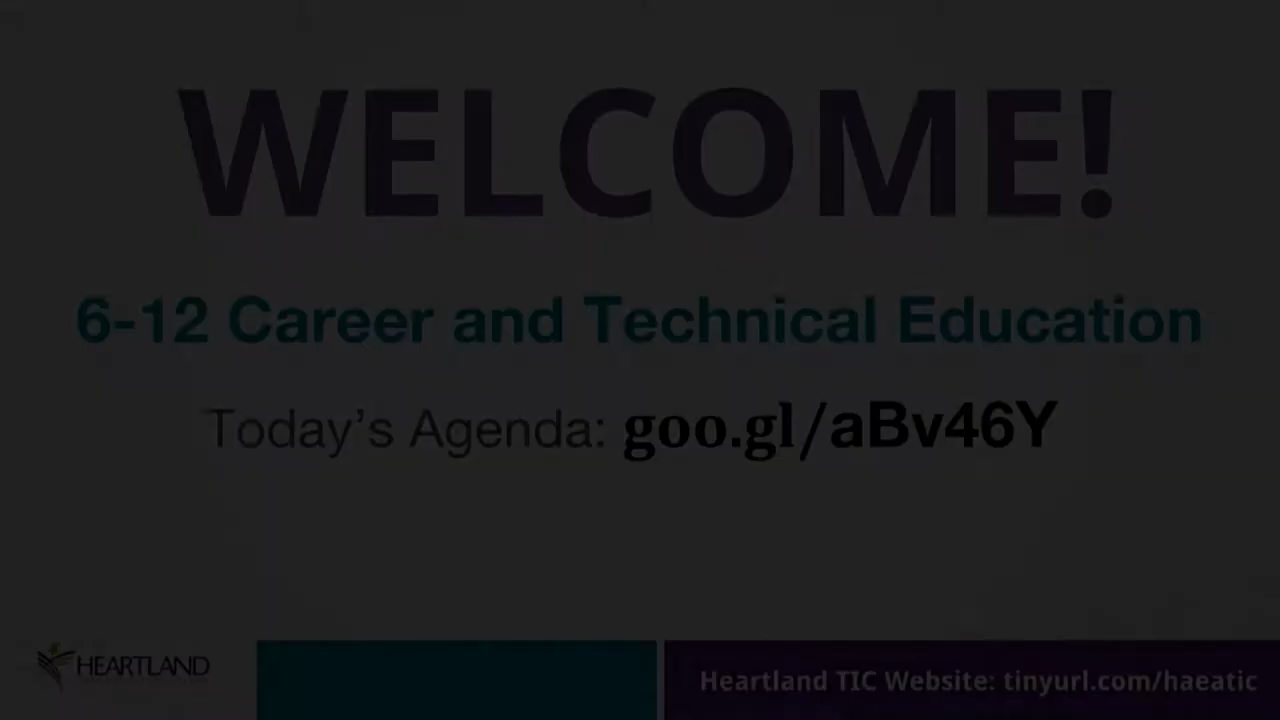 WELCOME!
6-12 Career and Technical Education
Today's Agenda: goo.gl/aBv46Y
HEARTLAND
Heartland TIC Website: tinyurl.com/haeatic